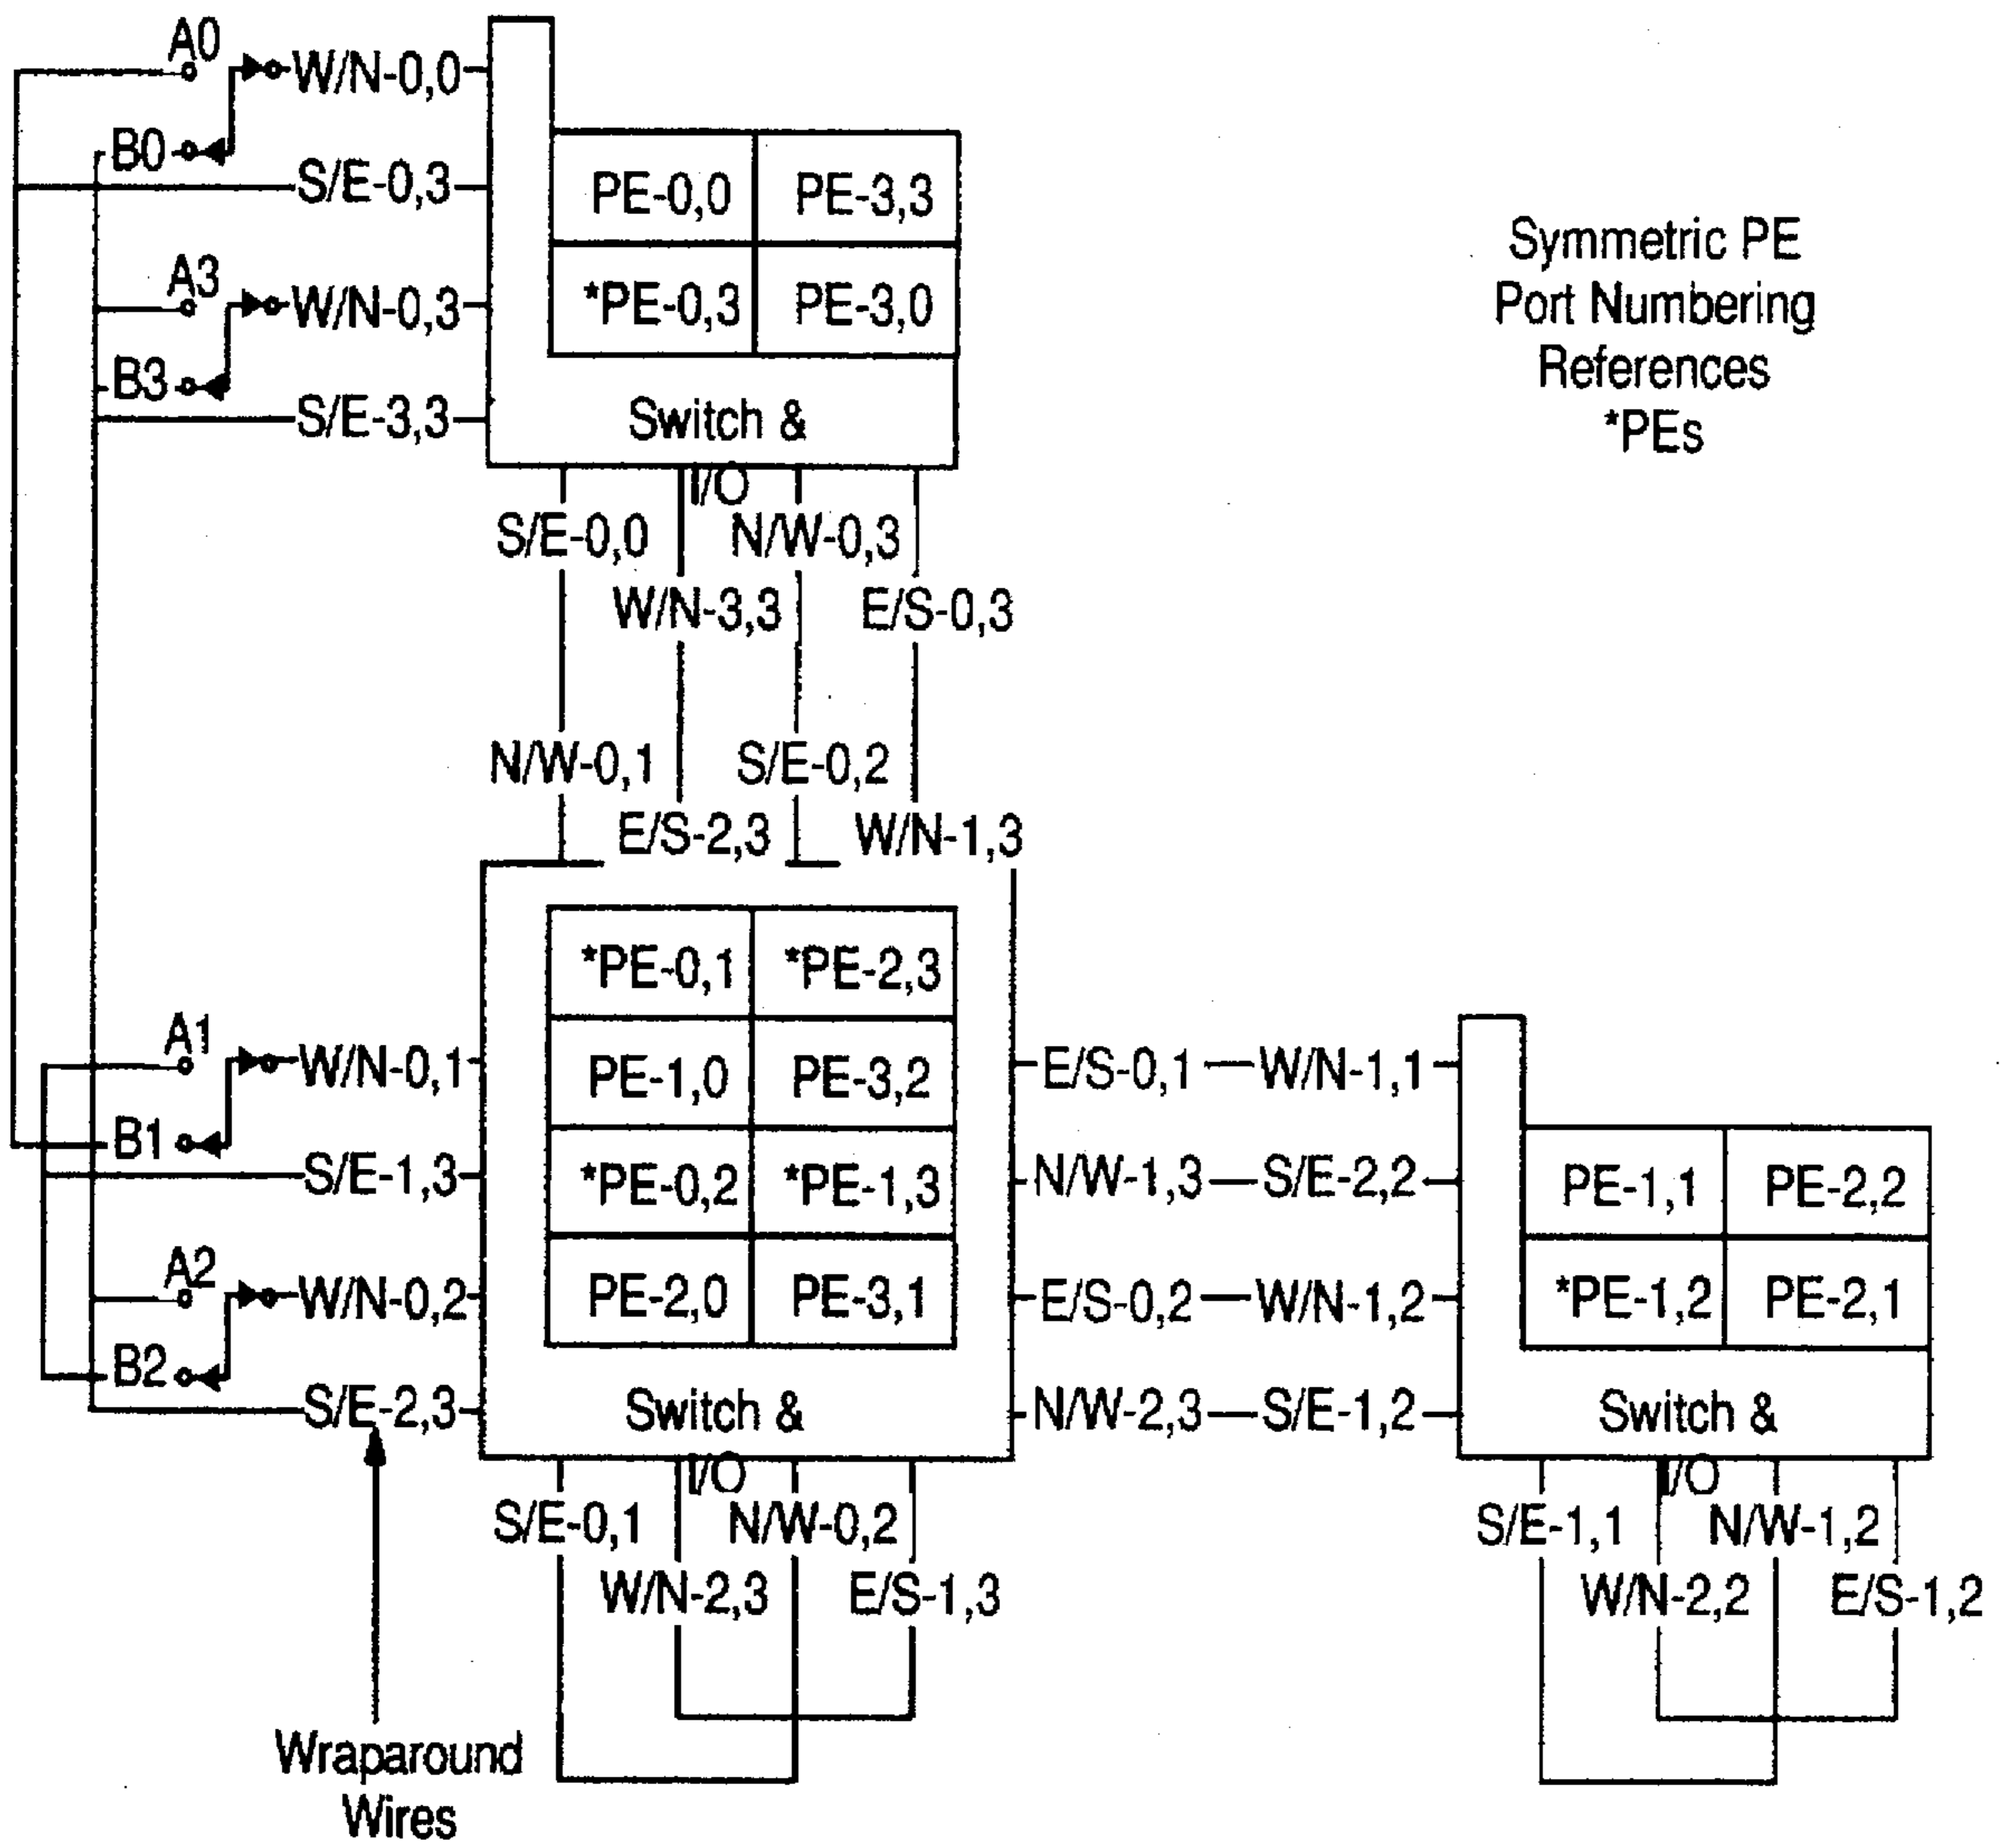 A0
W/N-0,0
B0
S/E-0,3
PE-0,0 PE-3,3
A3
W/N-0,3
*PE-0,3 PE-3,0
B3
S/E-3,3
Switch &
I/O
Symmetric PE
Port Numbering
References
*PEs
S/E-0,0 N/W-0,3
W/N-3,3 E/S-0,3
N/W-0,1 S/E-0,2
E/S-2,3 W/N-1,3
*PE-0,1 *PE-2,3
A1
W/N-0,1
PE-1,0 PE-3,2
E/S-0,1 W/N-1,1
B1
S/E-1,3
*PE-0,2 *PE-1,3
N/W-1,3 S/E-2,2
PE-1,1 PE-2,2
A2
W/N-0,2
PE-2,0 PE-3,1
E/S-0,2 W/N-1,2
*PE-1,2 PE-2,1
B2
S/E-2,3
Switch &
I/O
N/W-2,3 S/E-1,2
Switch &
I/O
S/E-0,1 N/W-0,2
W/N-2,3 E/S-1,3
S/E-1,1 N/W-1,2
W/N-2,2 E/S-1,2
Wraparound
Wires